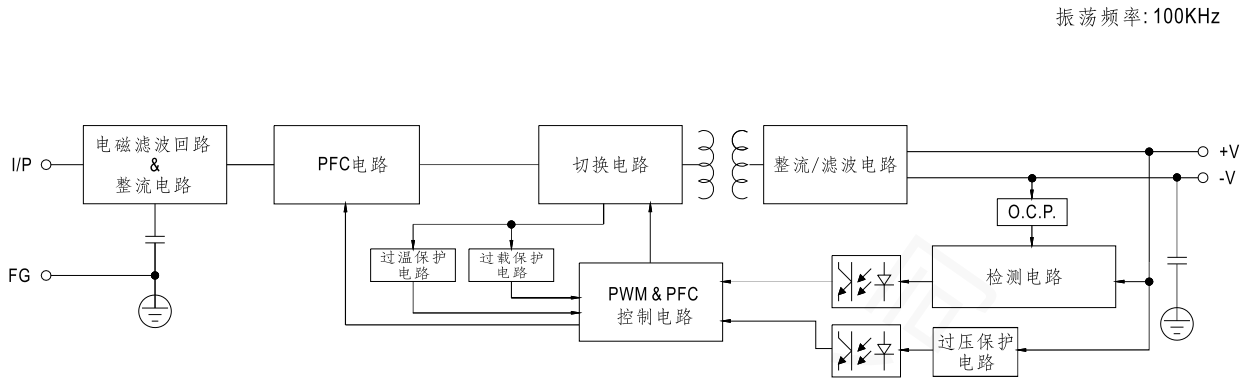 振荡频率: 100KHz
I/P
电磁滤波回路
&
整流电路
PFC电路
切换电路
整流/滤波电路
+V
-V
O.C.P.
FG
过温保护
电路
过载保护
电路
PWM & PFC
控制电路
检测电路
过压保护
电路